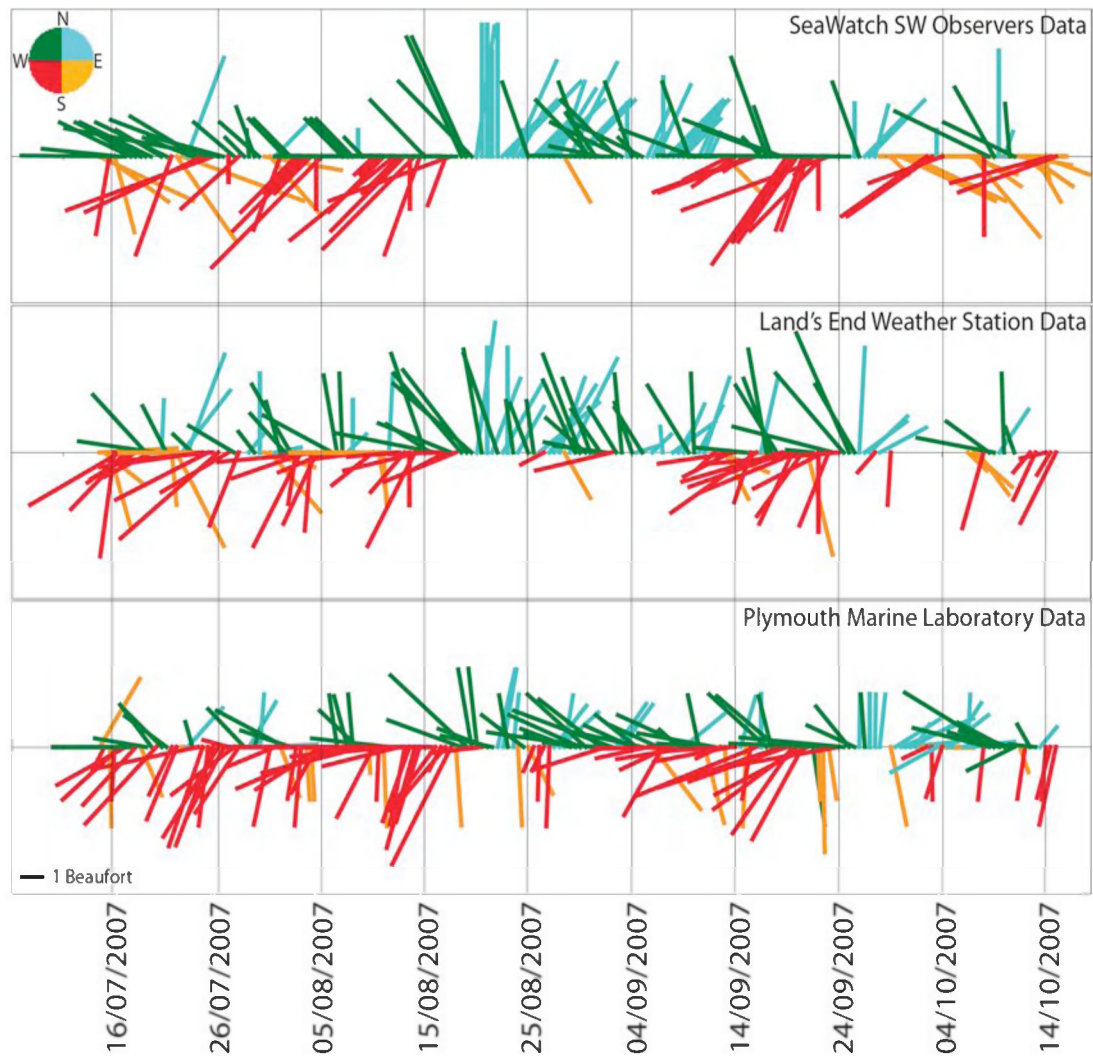 N
SeaWatch SW Observers Data
W
E
S
Land's End Weather Station Data
Plymouth Marine Laboratory Data
1 Beaufort
16/07/2007
26/07/2007
05/08/2007
15/08/2007
25/08/2007
04/09/2007
14/09/2007
24/09/2007
04/10/2007
14/10/2007